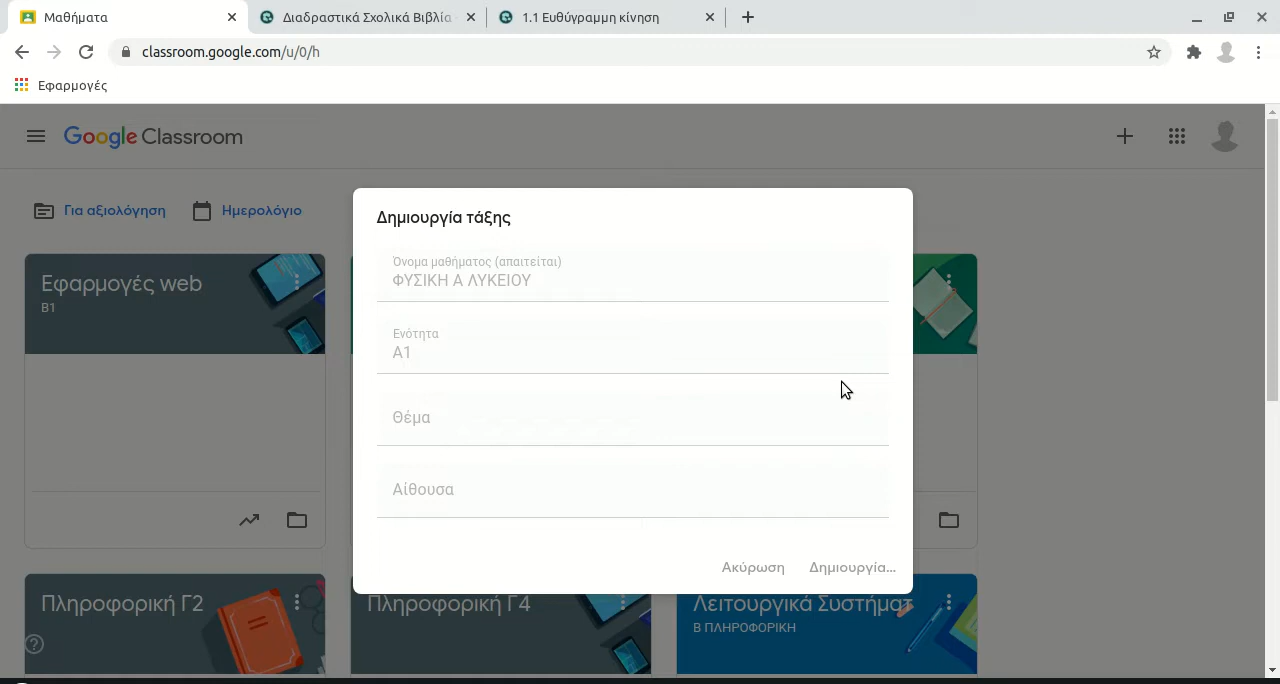 Μαθήματα
Διαδραστικά Σχολικά Βιβλία
1.1 Ευθύγραμμη κίνηση
classroom.google.com/u/0/h
Εφαρμογές
Google Classroom
Για αξιολόγηση
Ημερολόγιο
Εφαρμογές web
B1
Δημιουργία τάξης
Όνομα μαθήματος (απαιτείται)
ΦΥΣΙΚΗ Α ΛΥΚΕΙΟΥ
Ενότητα
Α1
Θέμα
Αίθουσα
Ακύρωση
Δημιουργία...
Πληροφορική Γ2
Πληροφορική Γ4
Λειτουργικά Συστήματ
Β ΠΛΗΡΟΦΟΡΙΚΗ